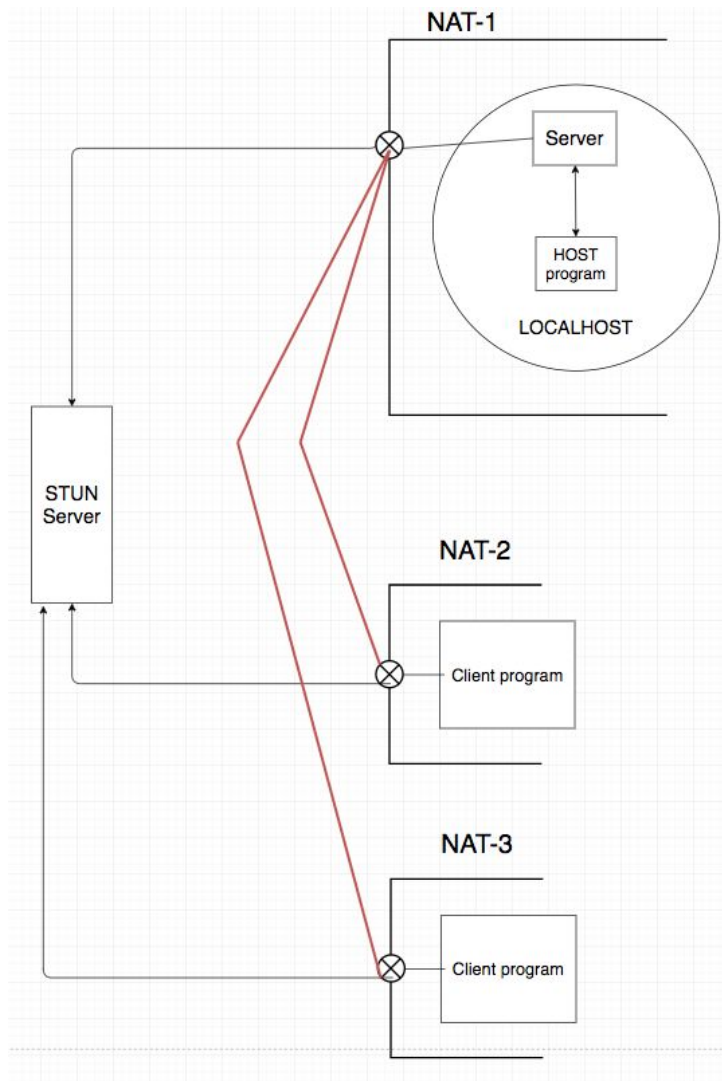 NAT-1
Server
HOST
program
LOCALHOST
STUN
Server
NAT-2
Client program
NAT-3
Client program